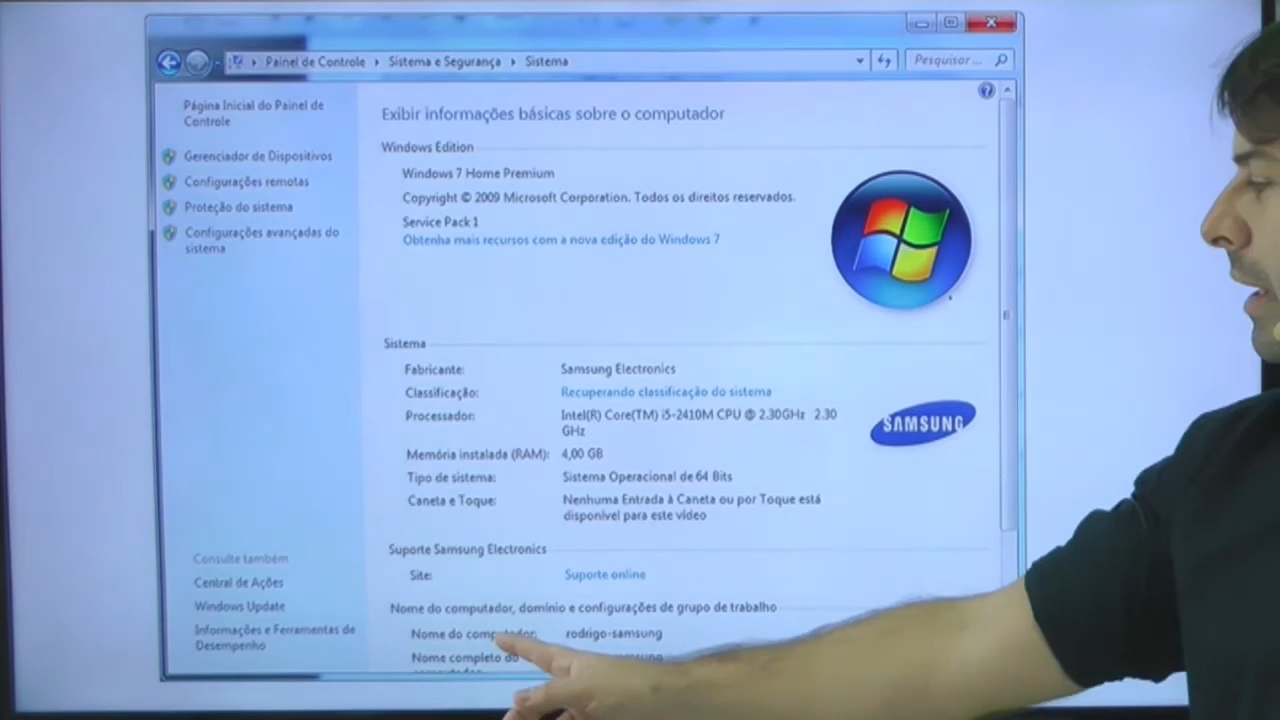 Painel de Controle
Sistema e Segurança
Sistema
Pesquisar...
Página Inicial do Painel de
Controle
Gerenciador de Dispositivos
Configurações remotas
Proteção do sistema
Configurações avançadas do
sistema
Consulte também
Central de Ações
Windows Update
Informações e Ferramentas de
Desempenho
Exibir informações básicas sobre o computador
Windows Edition
Windows 7 Home Premium
Copyright © 2009 Microsoft Corporation. Todos os direitos reservados.
Service Pack 1
Obtenha mais recursos com a nova edição do Windows 7
Sistema
Fabricante: Samsung Electronics
Classificação: Recuperando classificação do sistema
Processador: Intel(R) Core(TM) i5-2410M CPU @ 2.30GHz 2.30
GHz
SAMSUNG
Memória instalada (RAM): 4,00 GB
Tipo de sistema: Sistema Operacional de 64 Bits
Caneta e Toque: Nenhuma Entrada à Caneta ou por Toque está
disponível para este vídeo
Suporte Samsung Electronics
Site: Suporte online
Nome do computador, domínio e configurações de grupo de trabalho
Nome do computador: rodrigo-samsung
Nome completo do